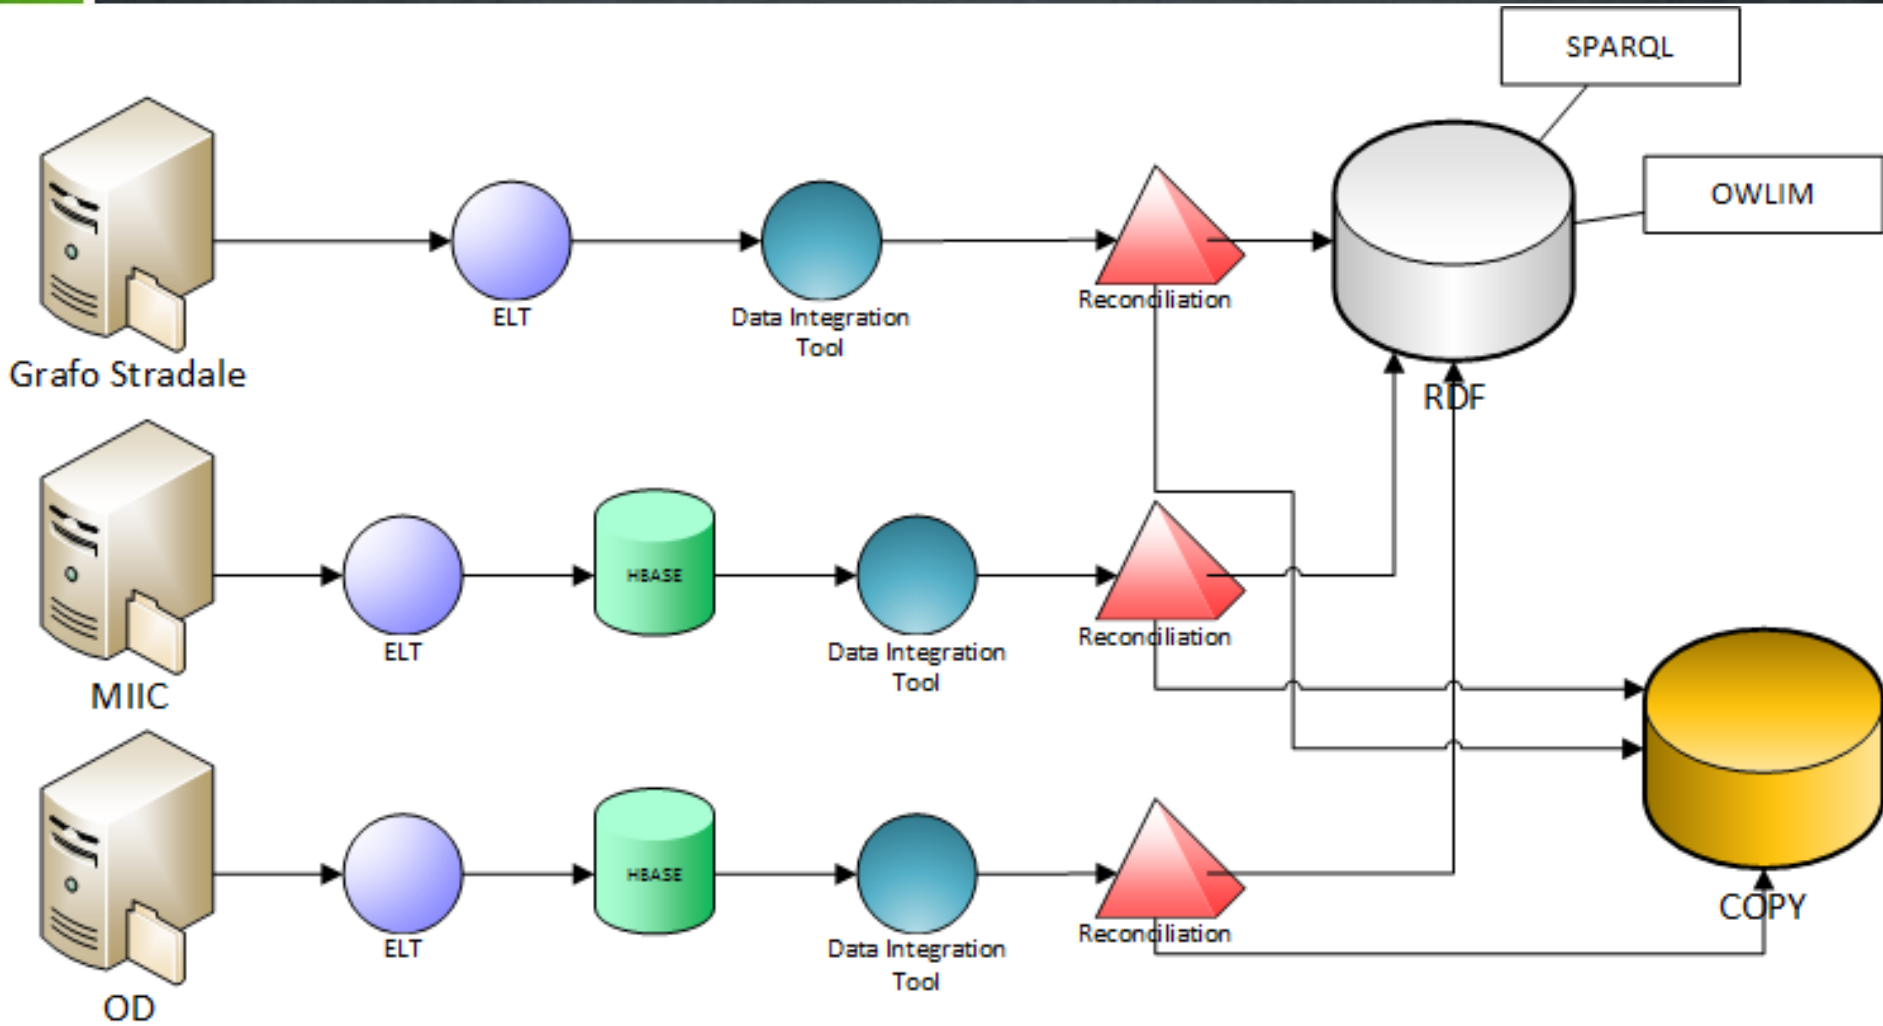 SPARQL
OWLIM
ELT
Data Integration
Tool
Reconciliation
Grafo Stradale
RDF
HBASE
ELT
Data Integration
Tool
Reconciliation
MIIC
HBASE
ELT
Data Integration
Tool
Reconciliation
COPY
OD